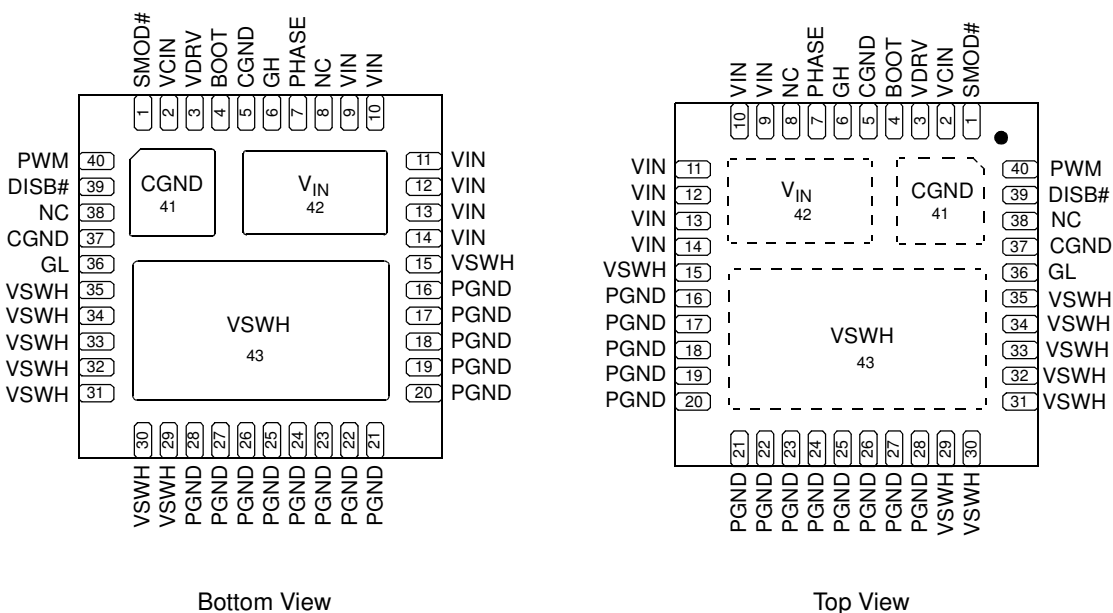 SMOD#
VCIN
VDRV
BOOT
CGND
GH
PHASE
NC
VIN
VIN
1 2 3 4 5 6 7 8 9 10
PWM 40
DISB# 39
NC 38
CGND 37
GL 36
VSWH 35
VSWH 34
VSWH 33
VSWH 32
VSWH 31
CGND
41
VIN
42
VSWH
43
11 VIN
12 VIN
13 VIN
14 VIN
15 VSWH
16 PGND
17 PGND
18 PGND
19 PGND
20 PGND
30 29 28 27 26 25 24 23 22 21
VSWH
VSWH
PGND
PGND
PGND
PGND
PGND
PGND
PGND
PGND
Bottom View
VIN
VIN
NC
PHASE
GH
CGND
BOOT
VDRV
VCIN
SMOD#
10 9 8 7 6 5 4 3 2 1
VIN 11
VIN 12
VIN 13
VIN 14
VSWH 15
PGND 16
PGND 17
PGND 18
PGND 19
PGND 20
VIN
42
CGND
41
VSWH
43
40 PWM
39 DISB#
38 NC
37 CGND
36 GL
35 VSWH
34 VSWH
33 VSWH
32 VSWH
31 VSWH
21 22 23 24 25 26 27 28 29 30
PGND
PGND
PGND
PGND
PGND
PGND
PGND
PGND
VSWH
VSWH
Top View